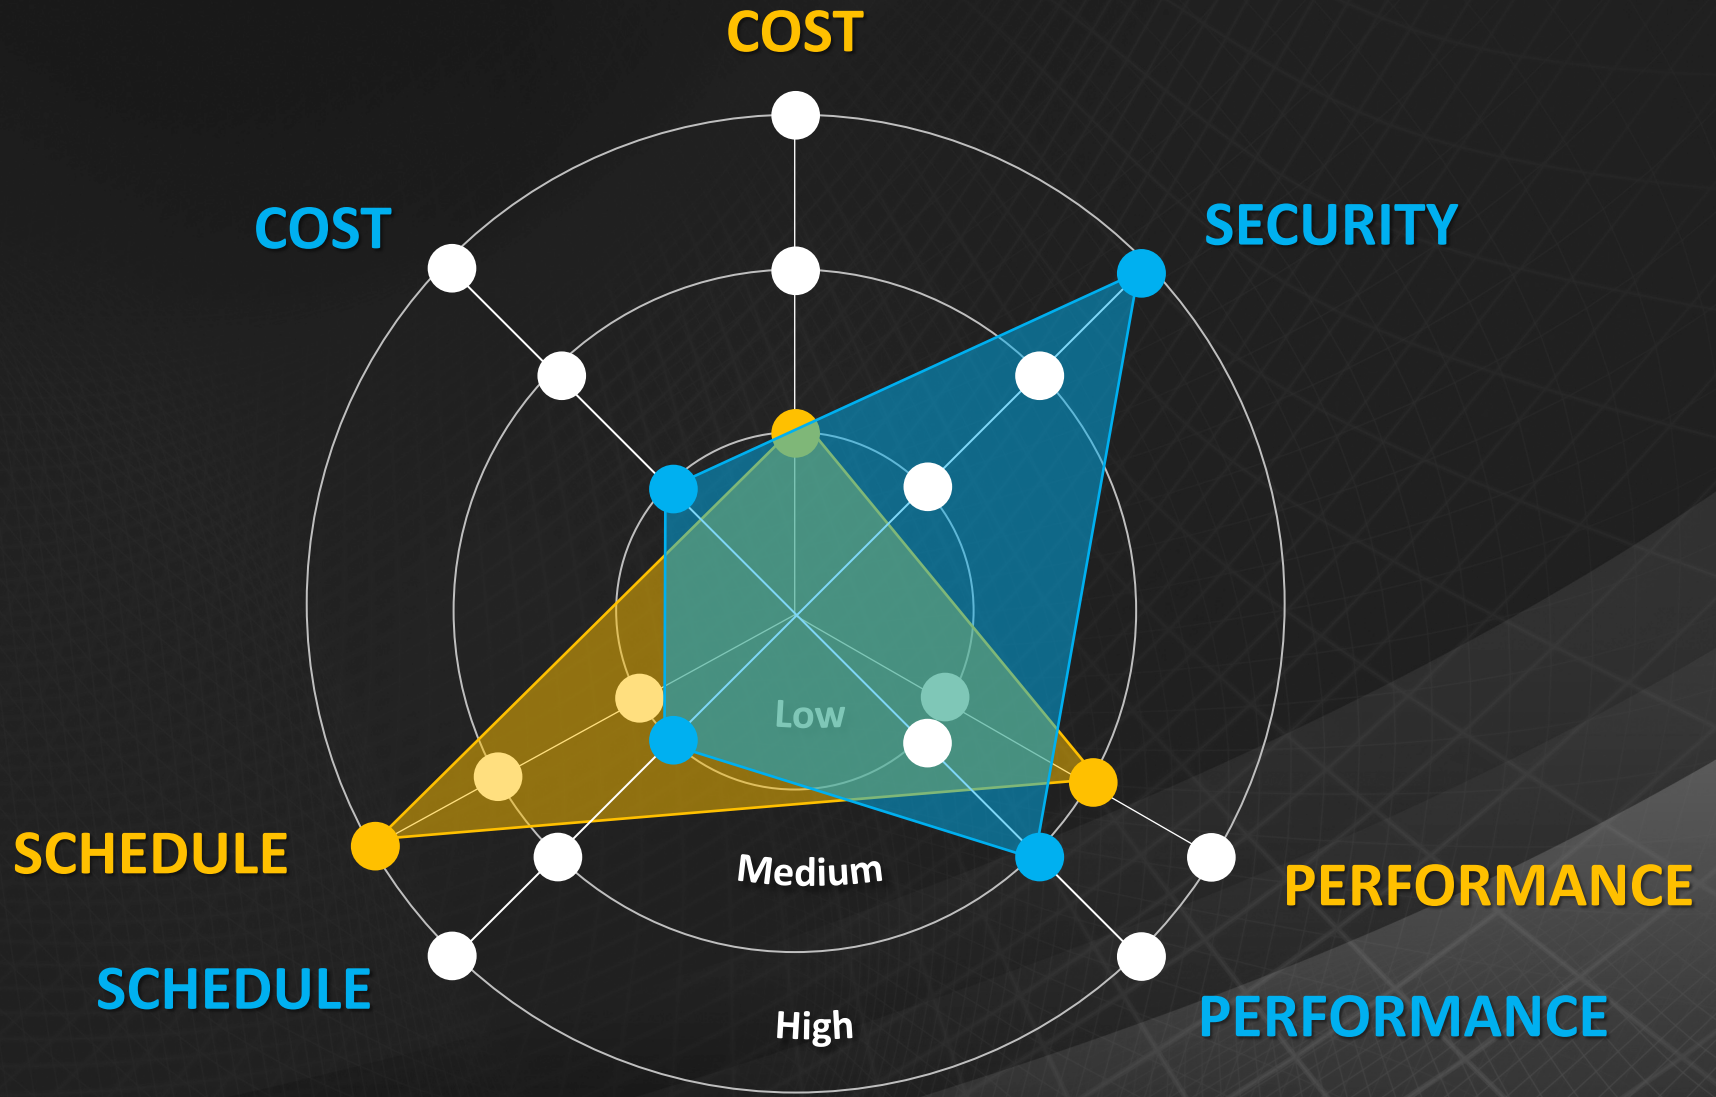 COST
COST
SECURITY
Low
SCHEDULE
Medium
PERFORMANCE
SCHEDULE
PERFORMANCE
High